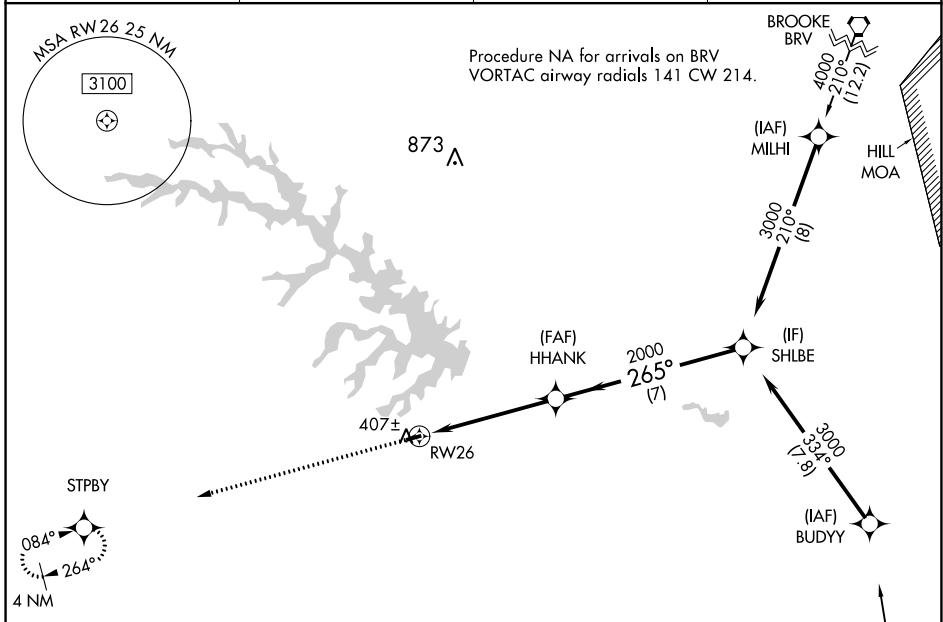 MSA RW26 25 NM
3100
Procedure NA for arrivals on BRV
VORTAC airway radials 141 CW 214.
BROOKE
BRV
4000
210°
(12.2)
873
(IAF)
MILHI
HILL
MOA
3000
210°
(8)
(FAF)
HHANK
2000
265°
(7)
(IF)
SHLBE
407±
RW26
3000
334°
(7.8)
STPBY
084°
264°
4 NM
(IAF)
BUDYY